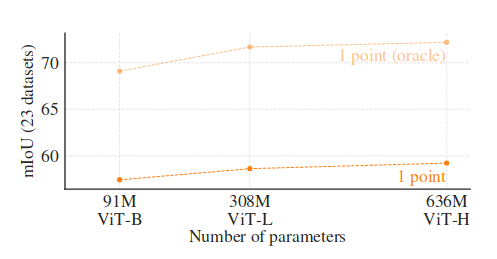 mIoU (23 datasets)
70
65
60
1 point (oracle)
1 point
91M 308M 636M
ViT-B ViT-L ViT-H
Number of parameters